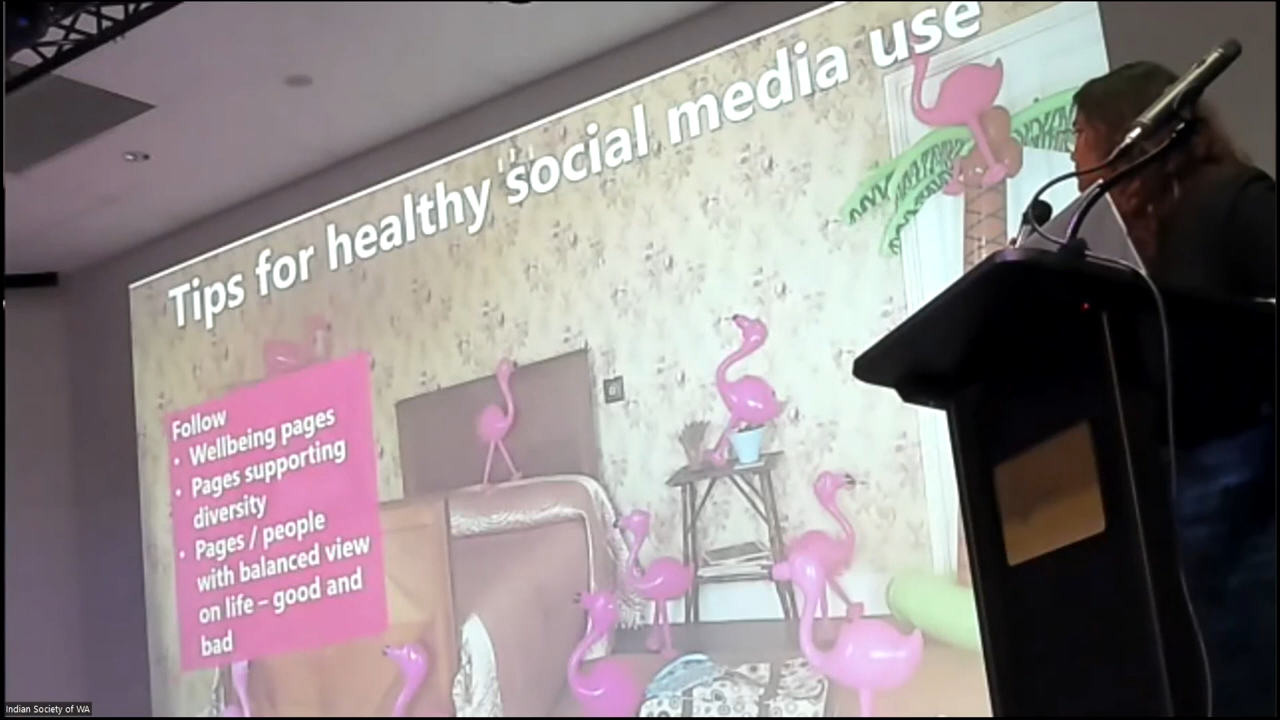 Tips for healthy social media use
Follow
• Wellbeing pages
• Pages supporting
diversity
• Pages / people
with balanced view
on life – good and
bad
Indian Society of WA